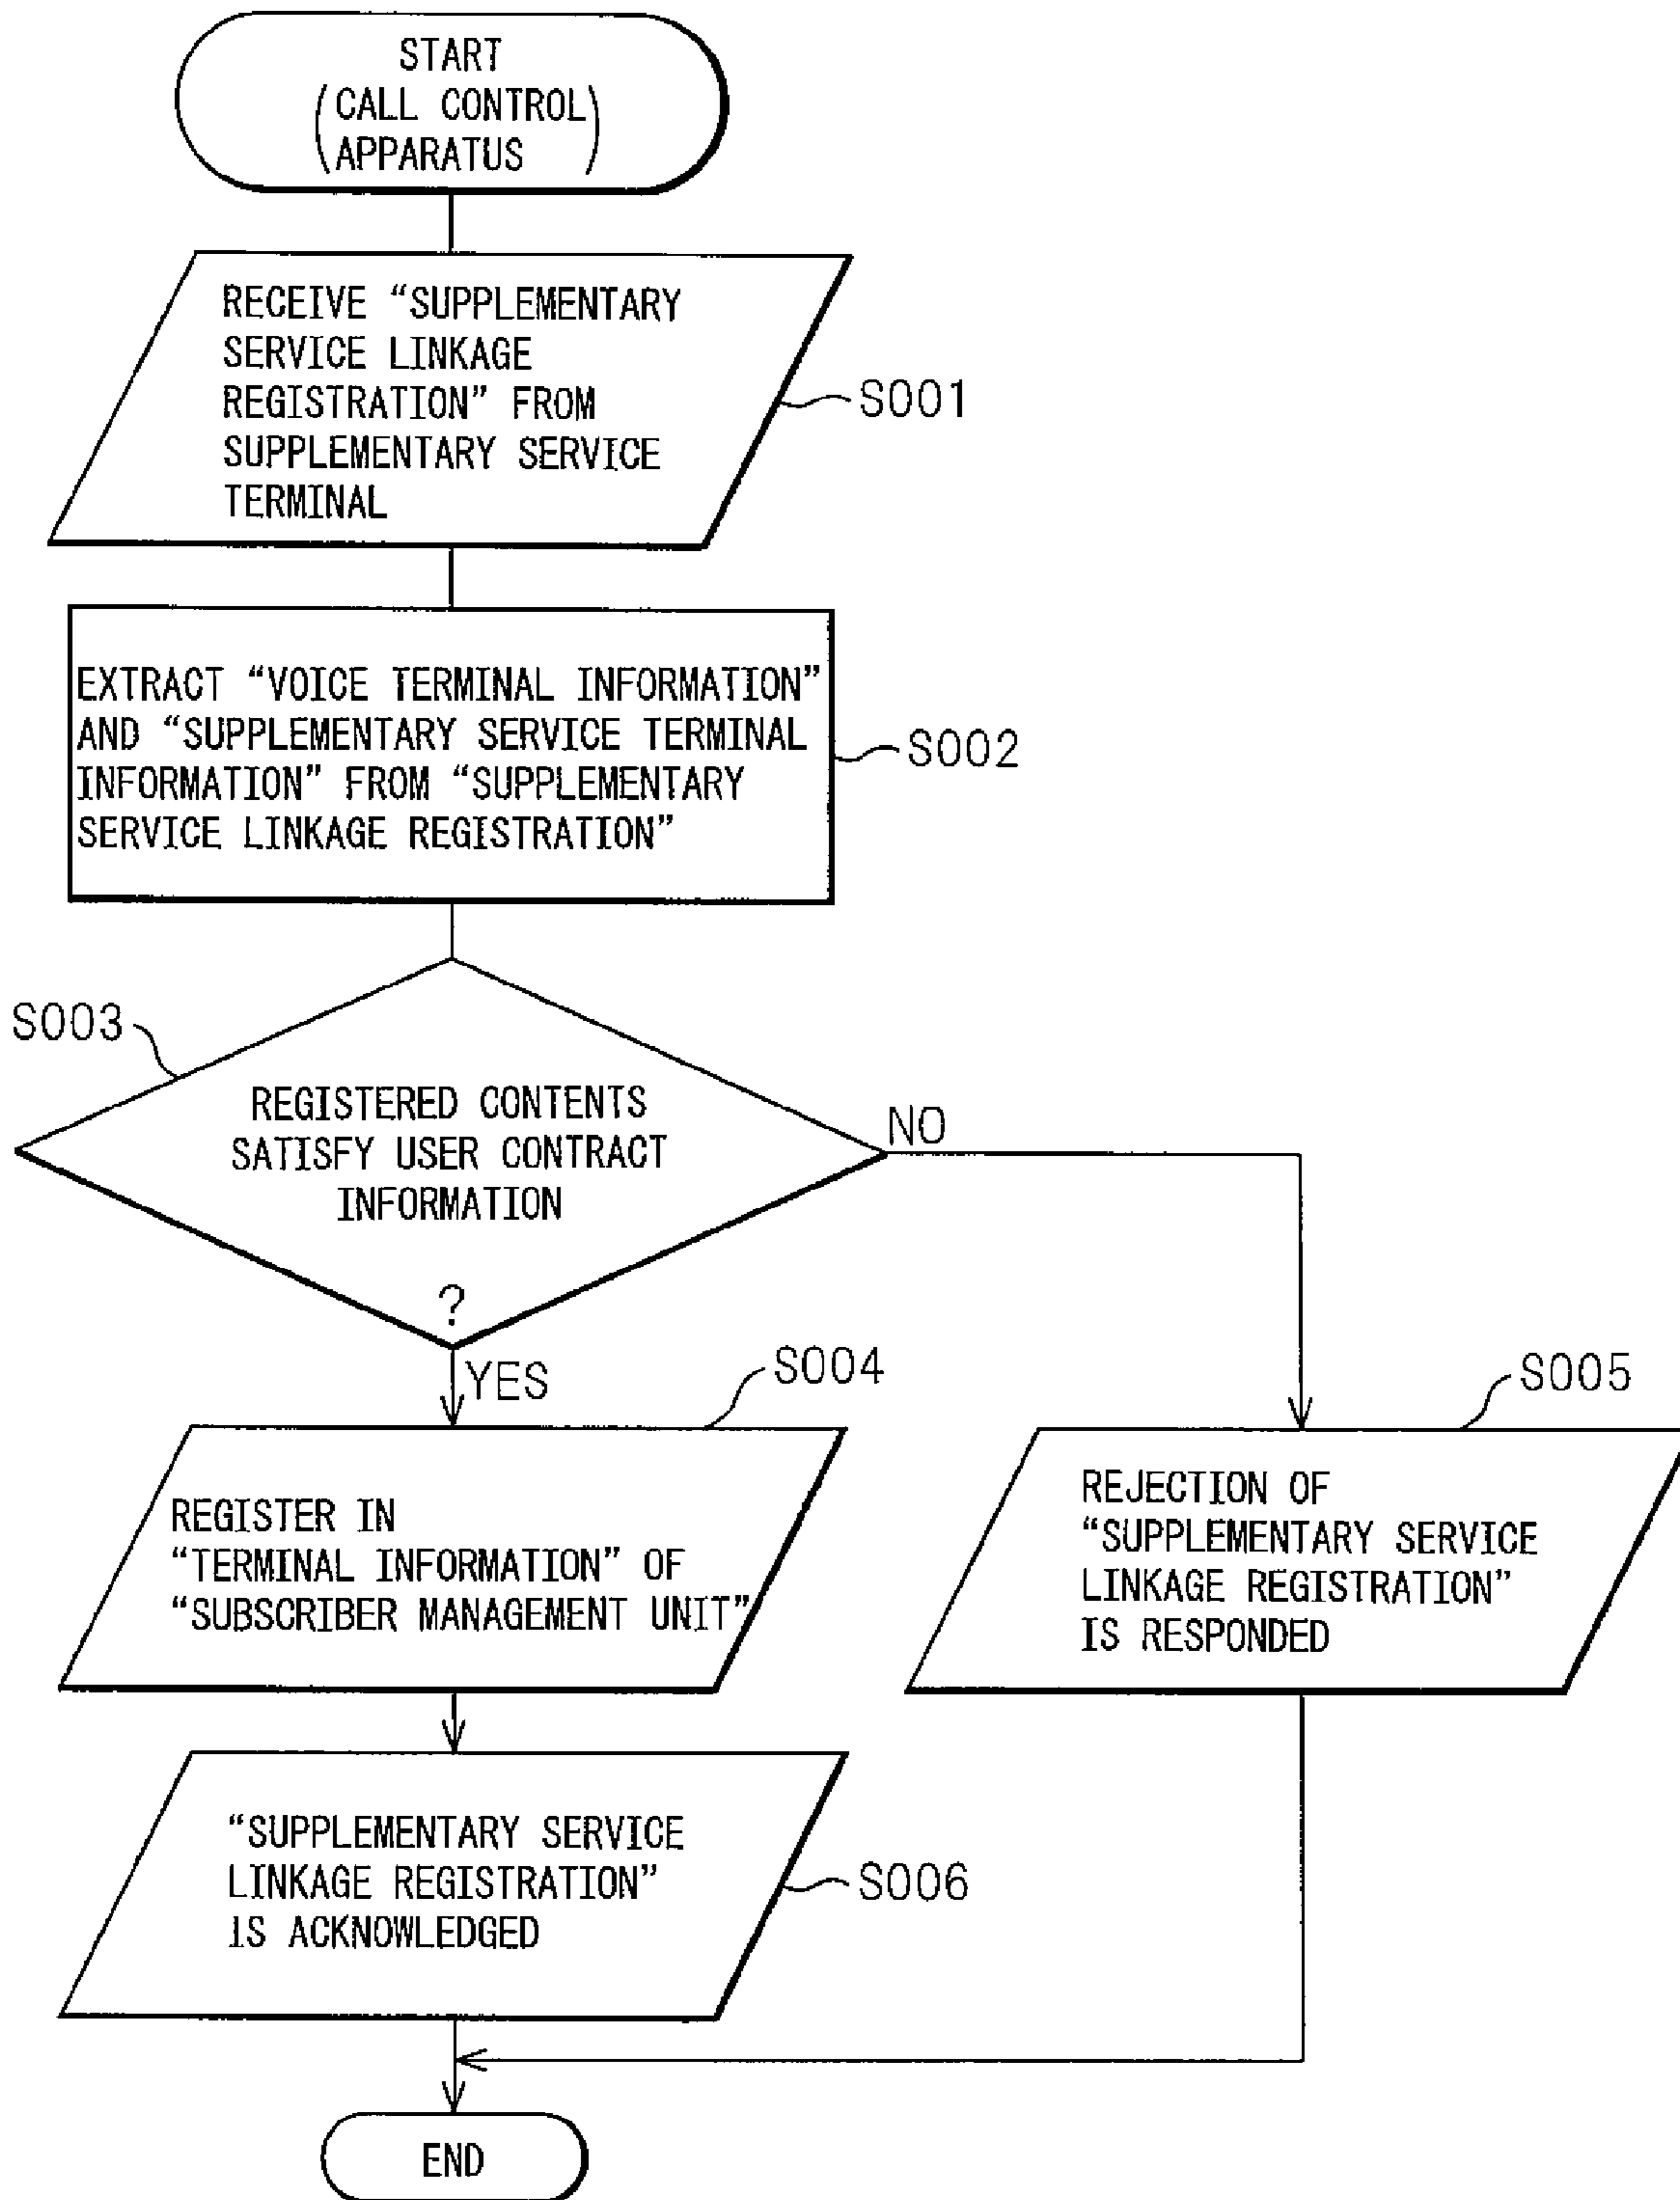 START
(CALL CONTROL
APPARATUS)
RECEIVE “SUPPLEMENTARY
SERVICE LINKAGE
REGISTRATION” FROM
SUPPLEMENTARY SERVICE
TERMINAL
S001
EXTRACT “VOICE TERMINAL INFORMATION”
AND “SUPPLEMENTARY SERVICE TERMINAL
INFORMATION” FROM “SUPPLEMENTARY
SERVICE LINKAGE REGISTRATION”
S002
S003
REGISTERED CONTENTS
SATISFY USER CONTRACT
INFORMATION
?
NO
YES
S004
REGISTER IN
“TERMINAL INFORMATION” OF
“SUBSCRIBER MANAGEMENT UNIT”
S005
REJECTION OF
“SUPPLEMENTARY SERVICE
LINKAGE REGISTRATION”
IS RESPONDED
“SUPPLEMENTARY SERVICE
LINKAGE REGISTRATION”
IS ACKNOWLEDGED
S006
END